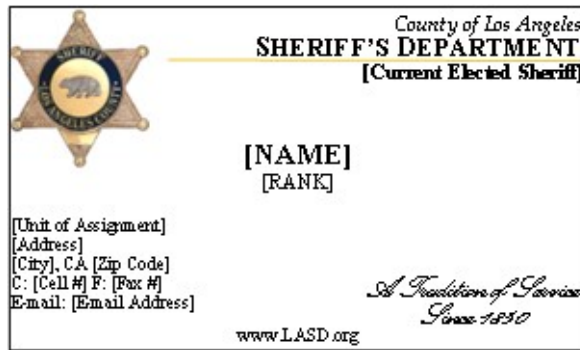 County of Los Angeles
SHERIFF'S DEPARTMENT
[Current Elected Sheriff]
SHERIFF
LOS ANGELES COUNTY
[NAME]
[RANK]
[Unit of Assignment]
[Address]
[City], CA [Zip Code]
C: [Cell #] F: [Fax #]
E-mail: [Email Address]
A Tradition of Service
Since 1850
www.LASD.org